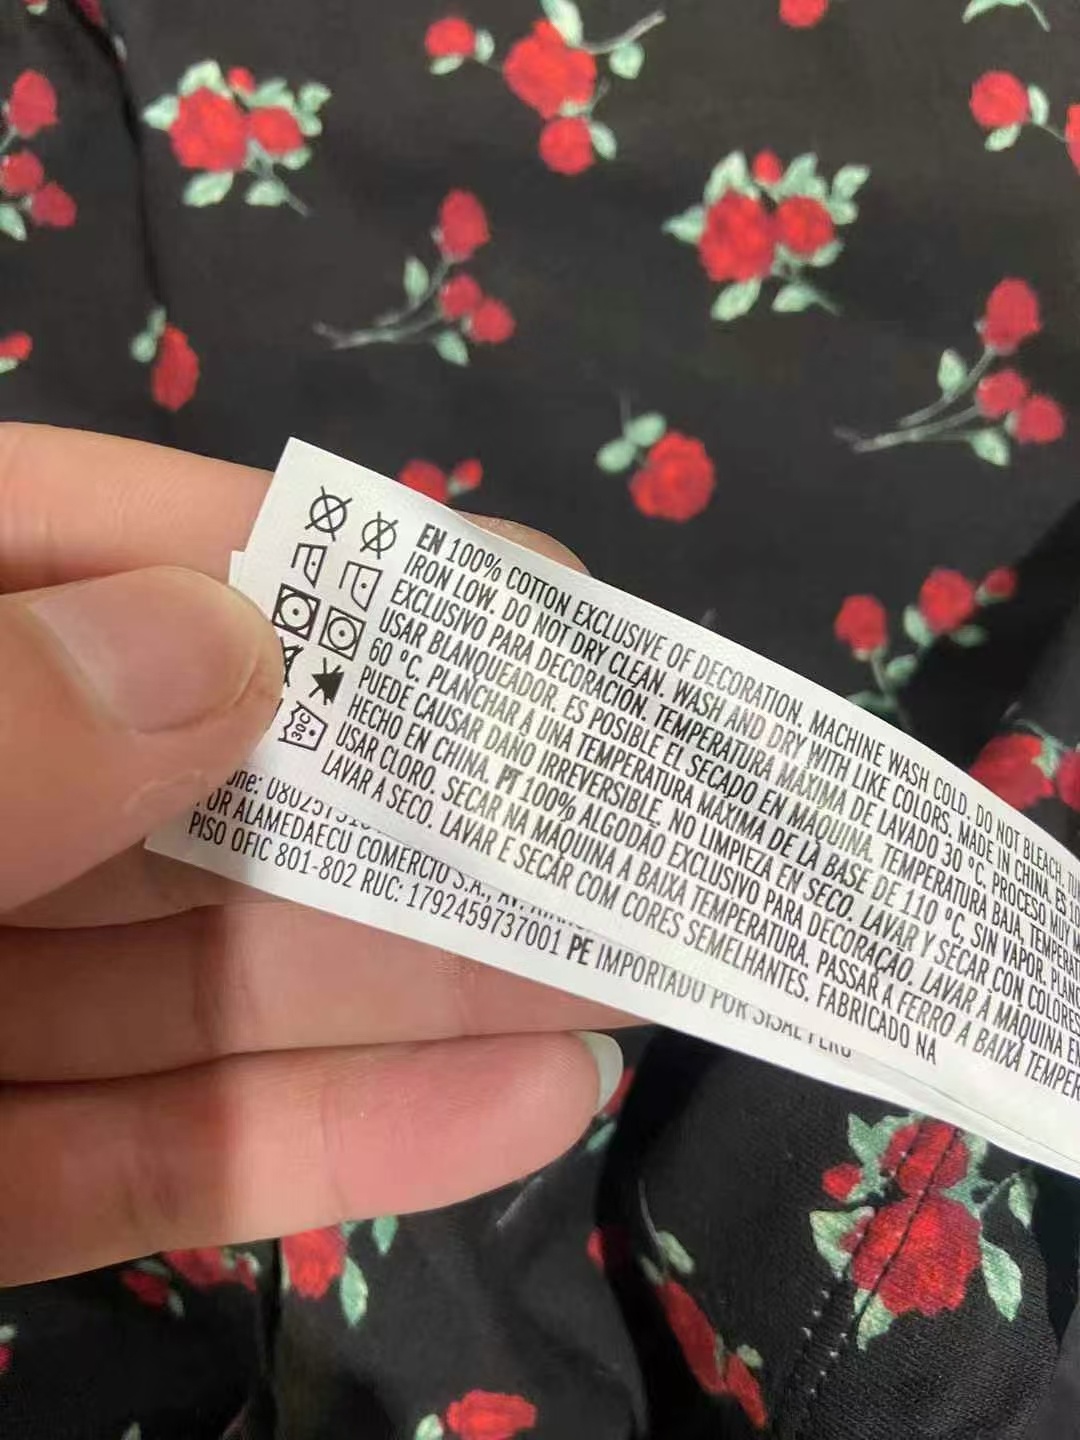 EN 100% COTTON EXCLUSIVE OF DECORATION. MACHINE WASH COLD. DO NOT BLEACH.
IRON LOW. DO NOT DRY CLEAN. WASH AND DRY WITH LIKE COLORS. MADE IN CHINA. ES
EXCLUSIVO PARA DECORACIÓN. TEMPERATURA MÁXIMA DE LAVADO 30 ºC. PROCESO MUY
USAR BLANQUEADOR. ES POSIBLE EL SECADO EN MÁQUINA. TEMPERATURA BAJA,
60 ºC. PLANCHAR A UNA TEMPERATURA MÁXIMA DE LA BASE DE 110 ºC, SIN VAPOR.
PUEDE CAUSAR DAÑO IRREVERSIBLE. NO LIMPIEZA EN SECO. LAVAR Y SECAR CON COLORES
HECHO EN CHINA. PT 100% ALGODÃO EXCLUSIVO PARA DECORAÇÃO. LAVAR À MÁQUINA
USAR CLORO. SECAR NA MÁQUINA A BAIXA TEMPERATURA. PASSAR A FERRO A BAIXA
LAVAR A SECO. LAVAR E SECAR COM CORES SEMELHANTES. FABRICADO NA
30C
ALAMEDAECU COMERCIO S.A.,
PISO OFIC 801-802 RUC: 1792459737001 PE IMPORTADO POR SISAL PERU